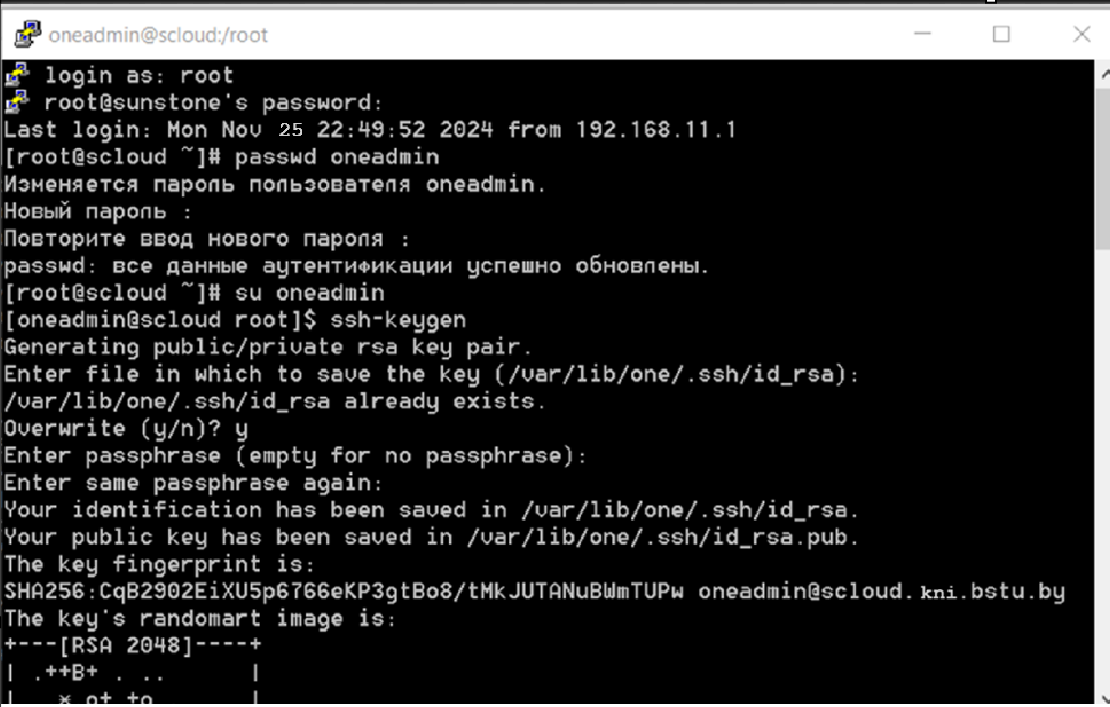 oneadmin@scloud:/root
login as: root
root@sunstone's password:
Last login: Mon Nov 25 22:49:52 2024 from 192.168.11.1
[root@scloud ~]# passwd oneadmin
Изменяется пароль пользователя oneadmin.
Новый пароль :
Повторите ввод нового пароля :
passwd: все данные аутентификации успешно обновлены.
[root@scloud ~]# su oneadmin
[oneadmin@scloud root]$ ssh-keygen
Generating public/private rsa key pair.
Enter file in which to save the key (/var/lib/one/.ssh/id_rsa):
/var/lib/one/.ssh/id_rsa already exists.
Overwrite (y/n)? y
Enter passphrase (empty for no passphrase):
Enter same passphrase again:
Your identification has been saved in /var/lib/one/.ssh/id_rsa.
Your public key has been saved in /var/lib/one/.ssh/id_rsa.pub.
The key fingerprint is:
SHA256:CqB2902EiXU5p6766eKP3gtBo8/tMkJUTANuBWmTUPw oneadmin@scloud.kni.bstu.by
The key's randomart image is:
+---[RSA 2048]----+
| .++B+ . ..      |